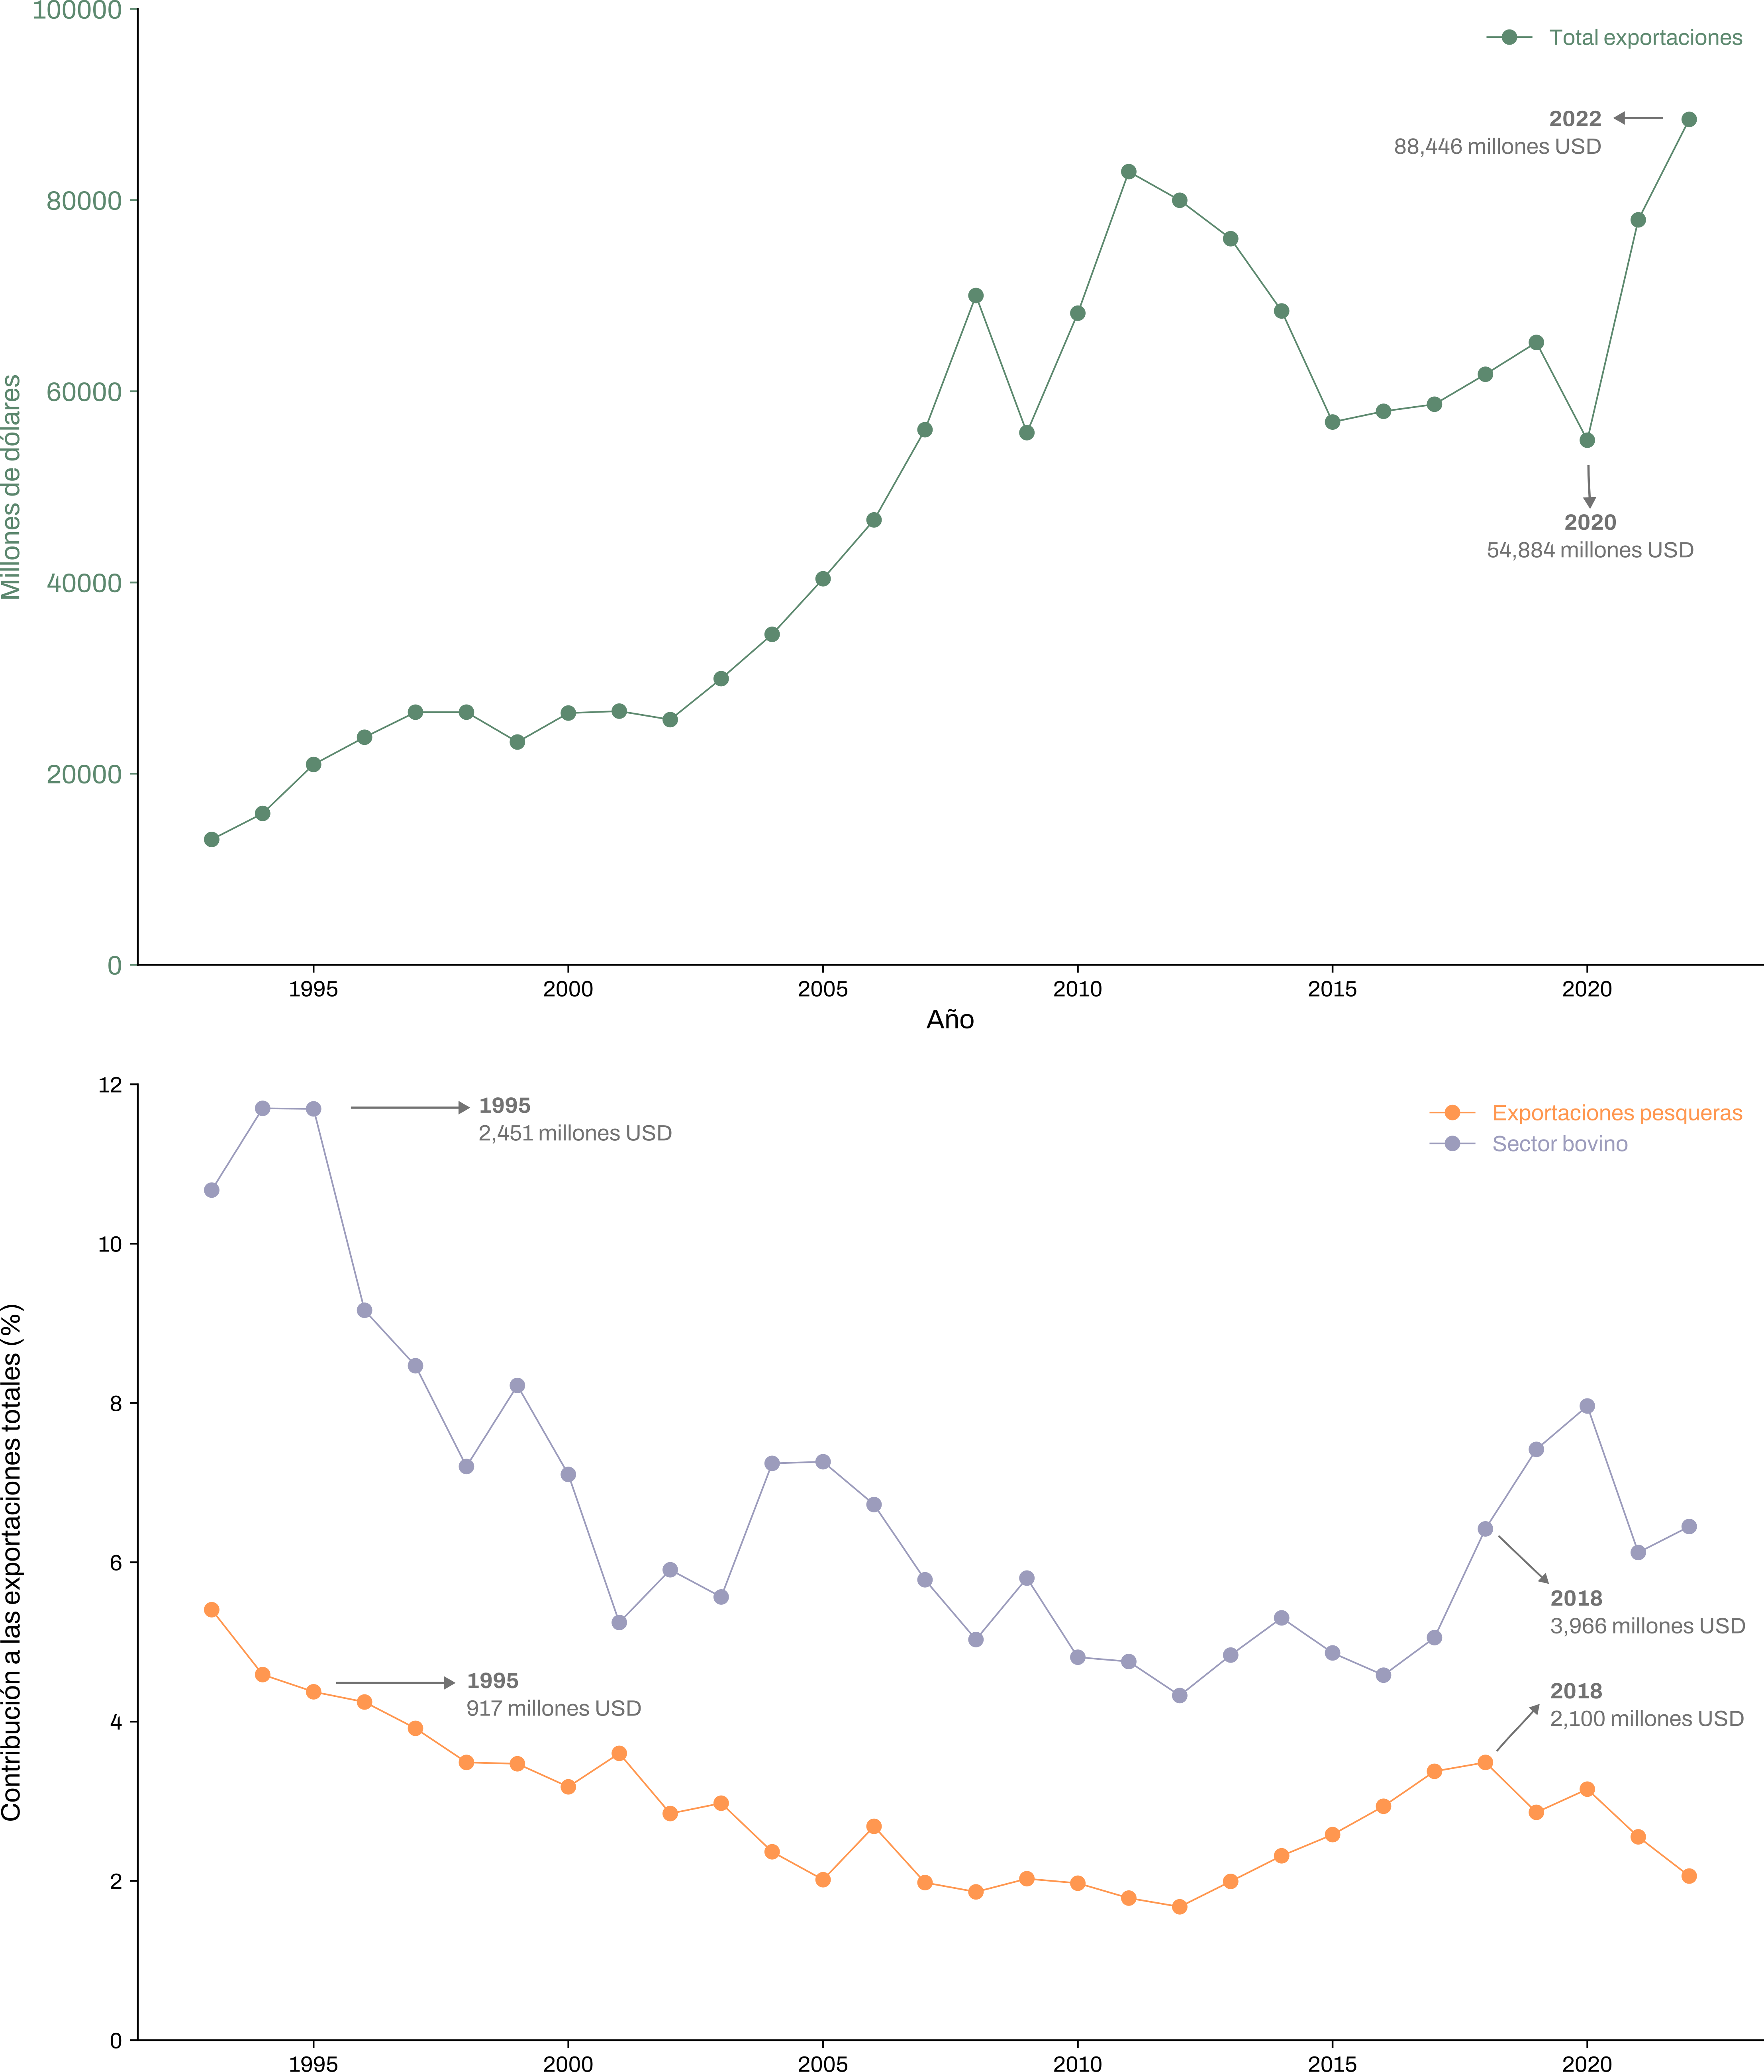 100000
80000
60000
40000
20000
0
Millones de dólares
Total exportaciones
2022
88,446 millones USD
2020
54,884 millones USD
1995 2000 2005 2010 2015 2020
Año
12
10
8
6
4
2
0
Contribución a las exportaciones totales (%)
Exportaciones pesqueras
Sector bovino
1995
2,451 millones USD
1995
917 millones USD
2018
3,966 millones USD
2018
2,100 millones USD
1995 2000 2005 2010 2015 2020